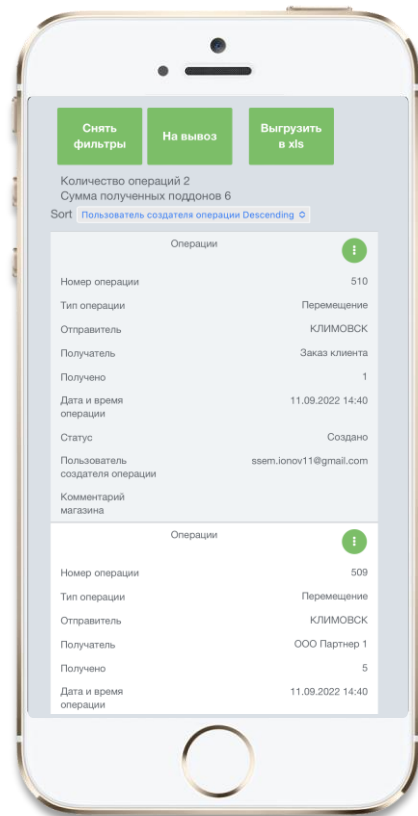 Снять фильтры
На вывоз
Выгрузить в xls
Количество операций 2
Сумма полученных поддонов 6
Sort Пользователь создателя операции Descending
Операции
Номер операции 510
Тип операции Перемещение
Отправитель КЛИМОВСК
Получатель Заказ клиента
Получено 1
Дата и время операции 11.09.2022 14:40
Статус Создано
Пользователь создателя операции ssem.ionov11@gmail.com
Комментарий магазина
Операции
Номер операции 509
Тип операции Перемещение
Отправитель КЛИМОВСК
Получатель ООО Партнер 1
Получено 5
Дата и время операции 11.09.2022 14:40